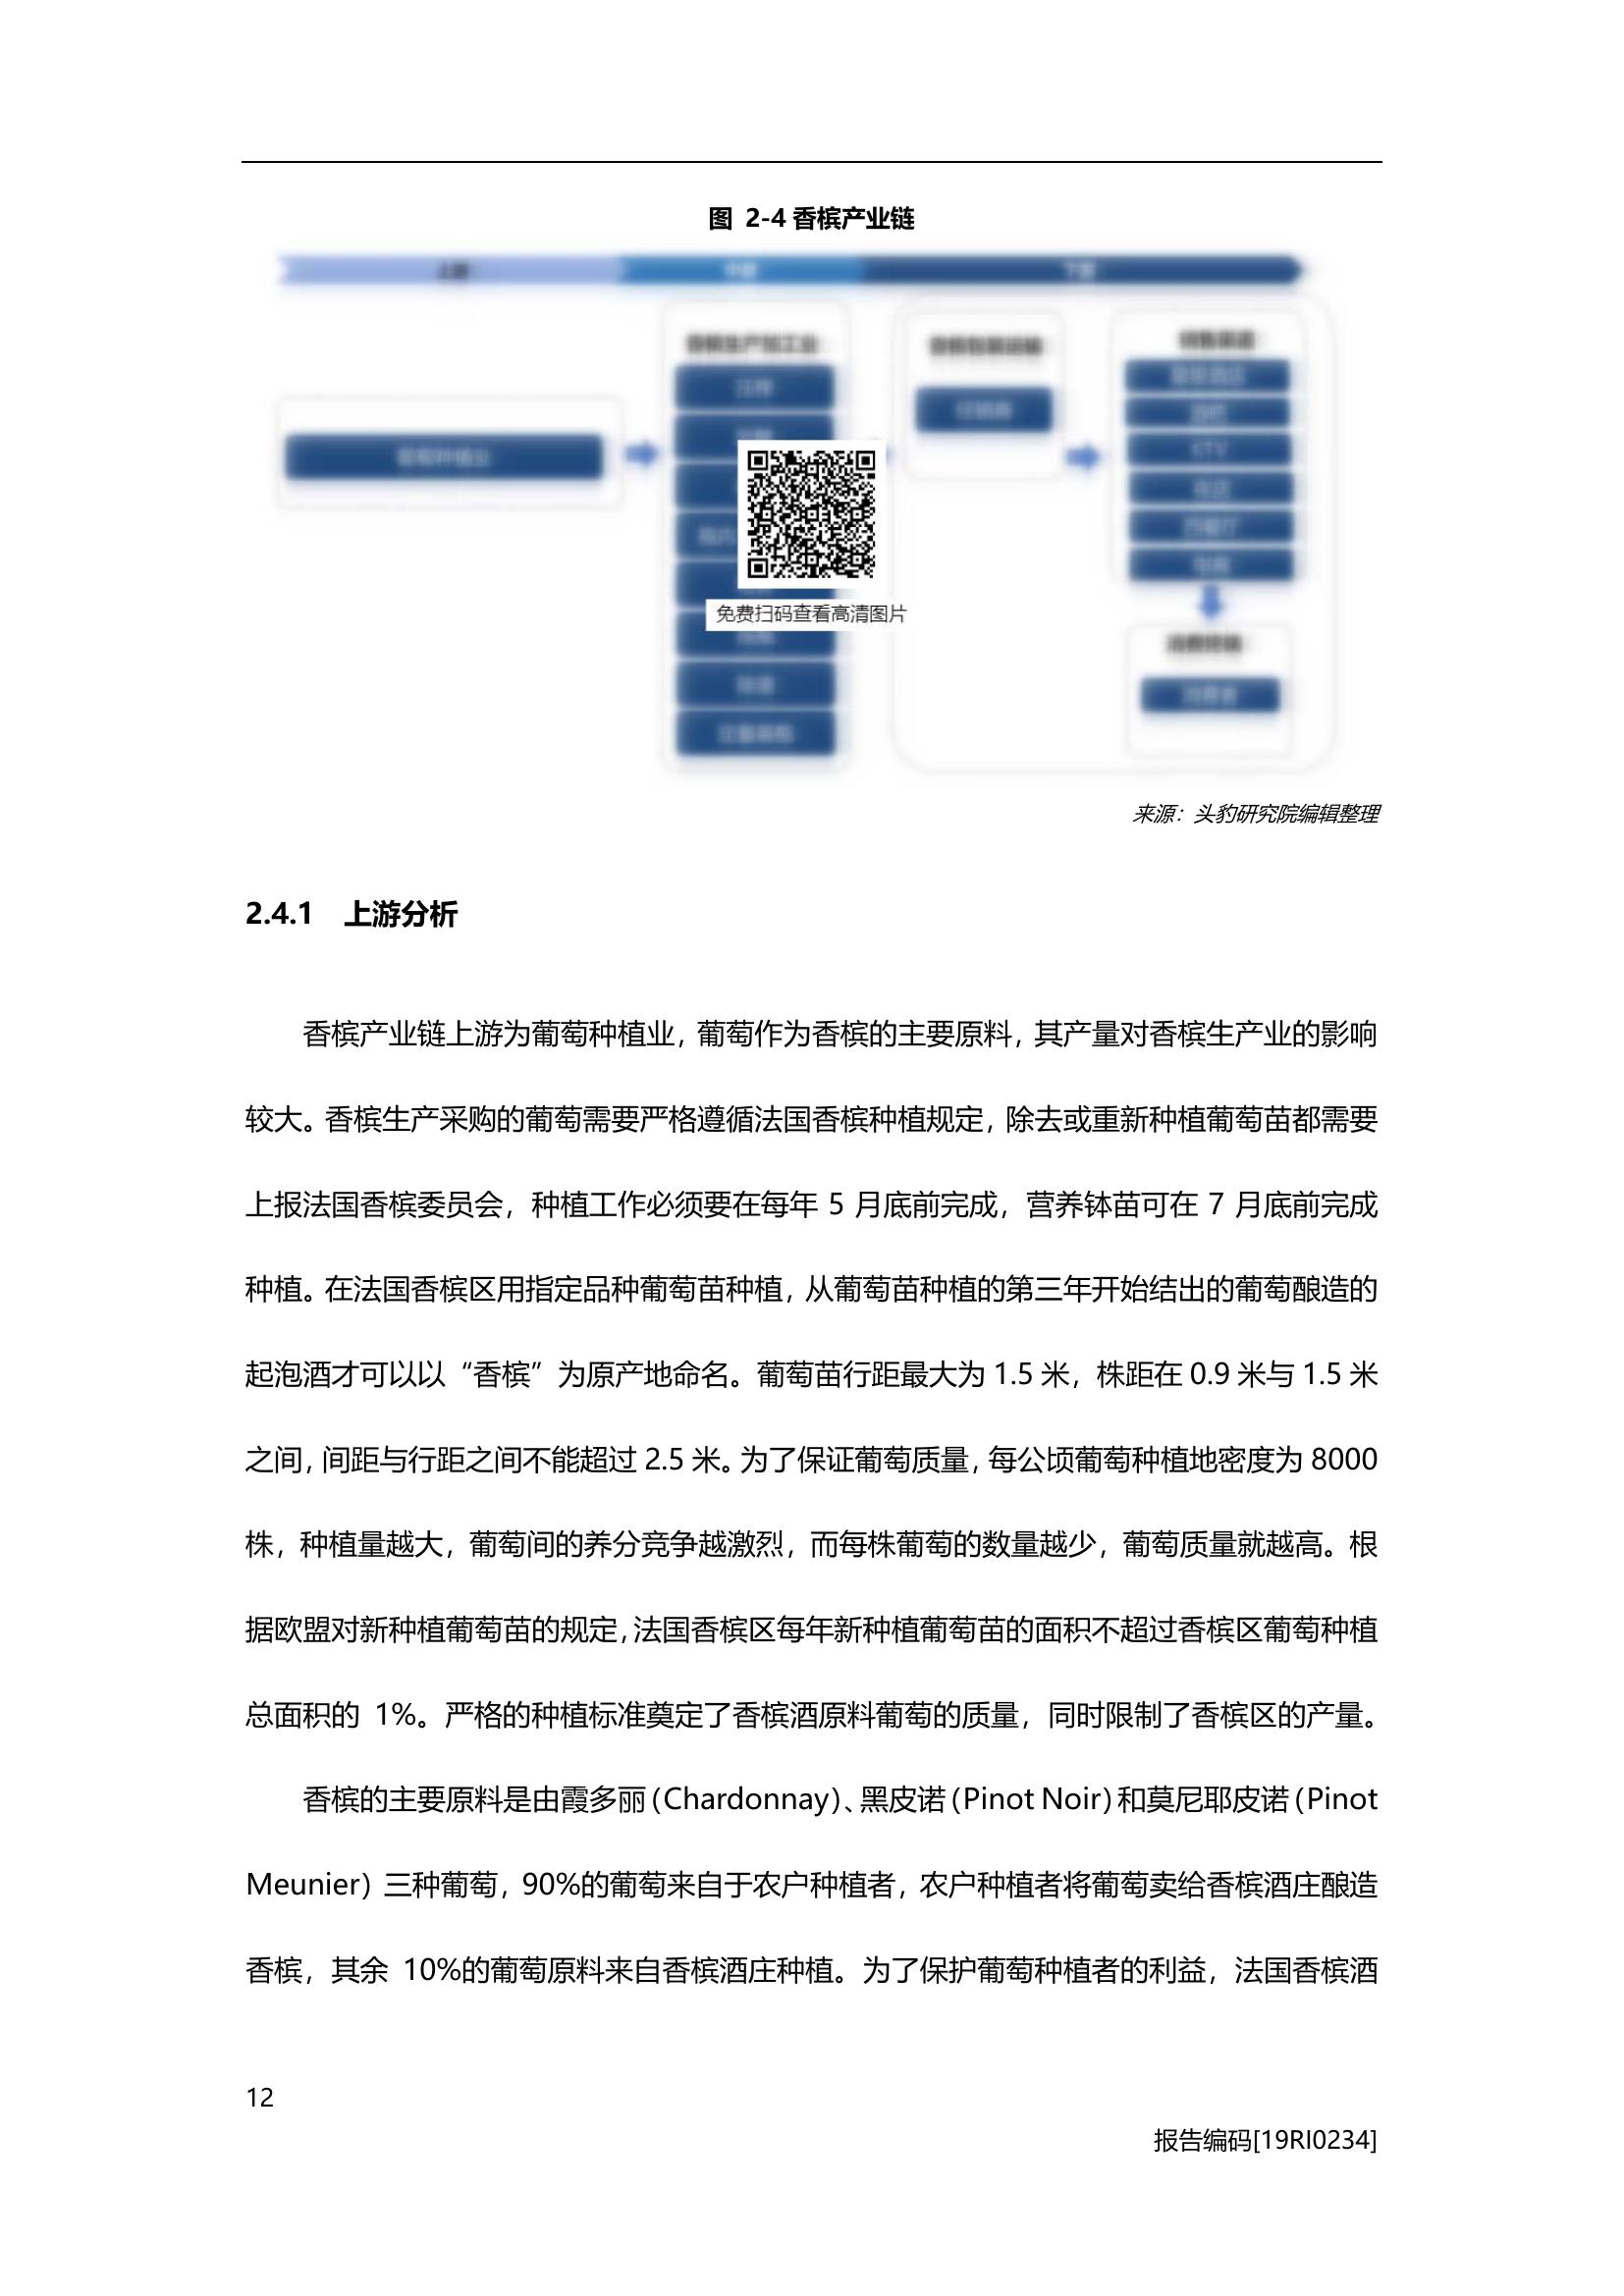 图 2-4 香槟产业链
香槟生产加工业
葡萄种植业
KTV
免费扫码查看高清图片
来源：头豹研究院编辑整理
2.4.1 上游分析
香槟产业链上游为葡萄种植业，葡萄作为香槟的主要原料，其产量对香槟生产业的影响
较大。香槟生产采购的葡萄需要严格遵循法国香槟种植规定，除去或重新种植葡萄苗都需要
上报法国香槟委员会，种植工作必须要在每年 5 月底前完成，营养钵苗可在 7 月底前完成
种植。在法国香槟区用指定品种葡萄苗种植，从葡萄苗种植的第三年开始结出的葡萄酿造的
起泡酒才可以以“香槟”为原产地命名。葡萄苗行距最大为 1.5 米，株距在 0.9 米与 1.5 米
之间，间距与行距之间不能超过 2.5 米。为了保证葡萄质量，每公顷葡萄种植地密度为 8000
株，种植量越大，葡萄间的养分竞争越激烈，而每株葡萄的数量越少，葡萄质量就越高。根
据欧盟对新种植葡萄苗的规定，法国香槟区每年新种植葡萄苗的面积不超过香槟区葡萄种植
总面积的 1%。严格的种植标准奠定了香槟酒原料葡萄的质量，同时限制了香槟区的产量。
香槟的主要原料是由霞多丽（Chardonnay）、黑皮诺（Pinot Noir）和莫尼耶皮诺（Pinot
Meunier）三种葡萄，90%的葡萄来自于农户种植者，农户种植者将葡萄卖给香槟酒庄酿造
香槟，其余 10%的葡萄原料来自香槟酒庄种植。为了保护葡萄种植者的利益，法国香槟酒
12
报告编码[19RI0234]